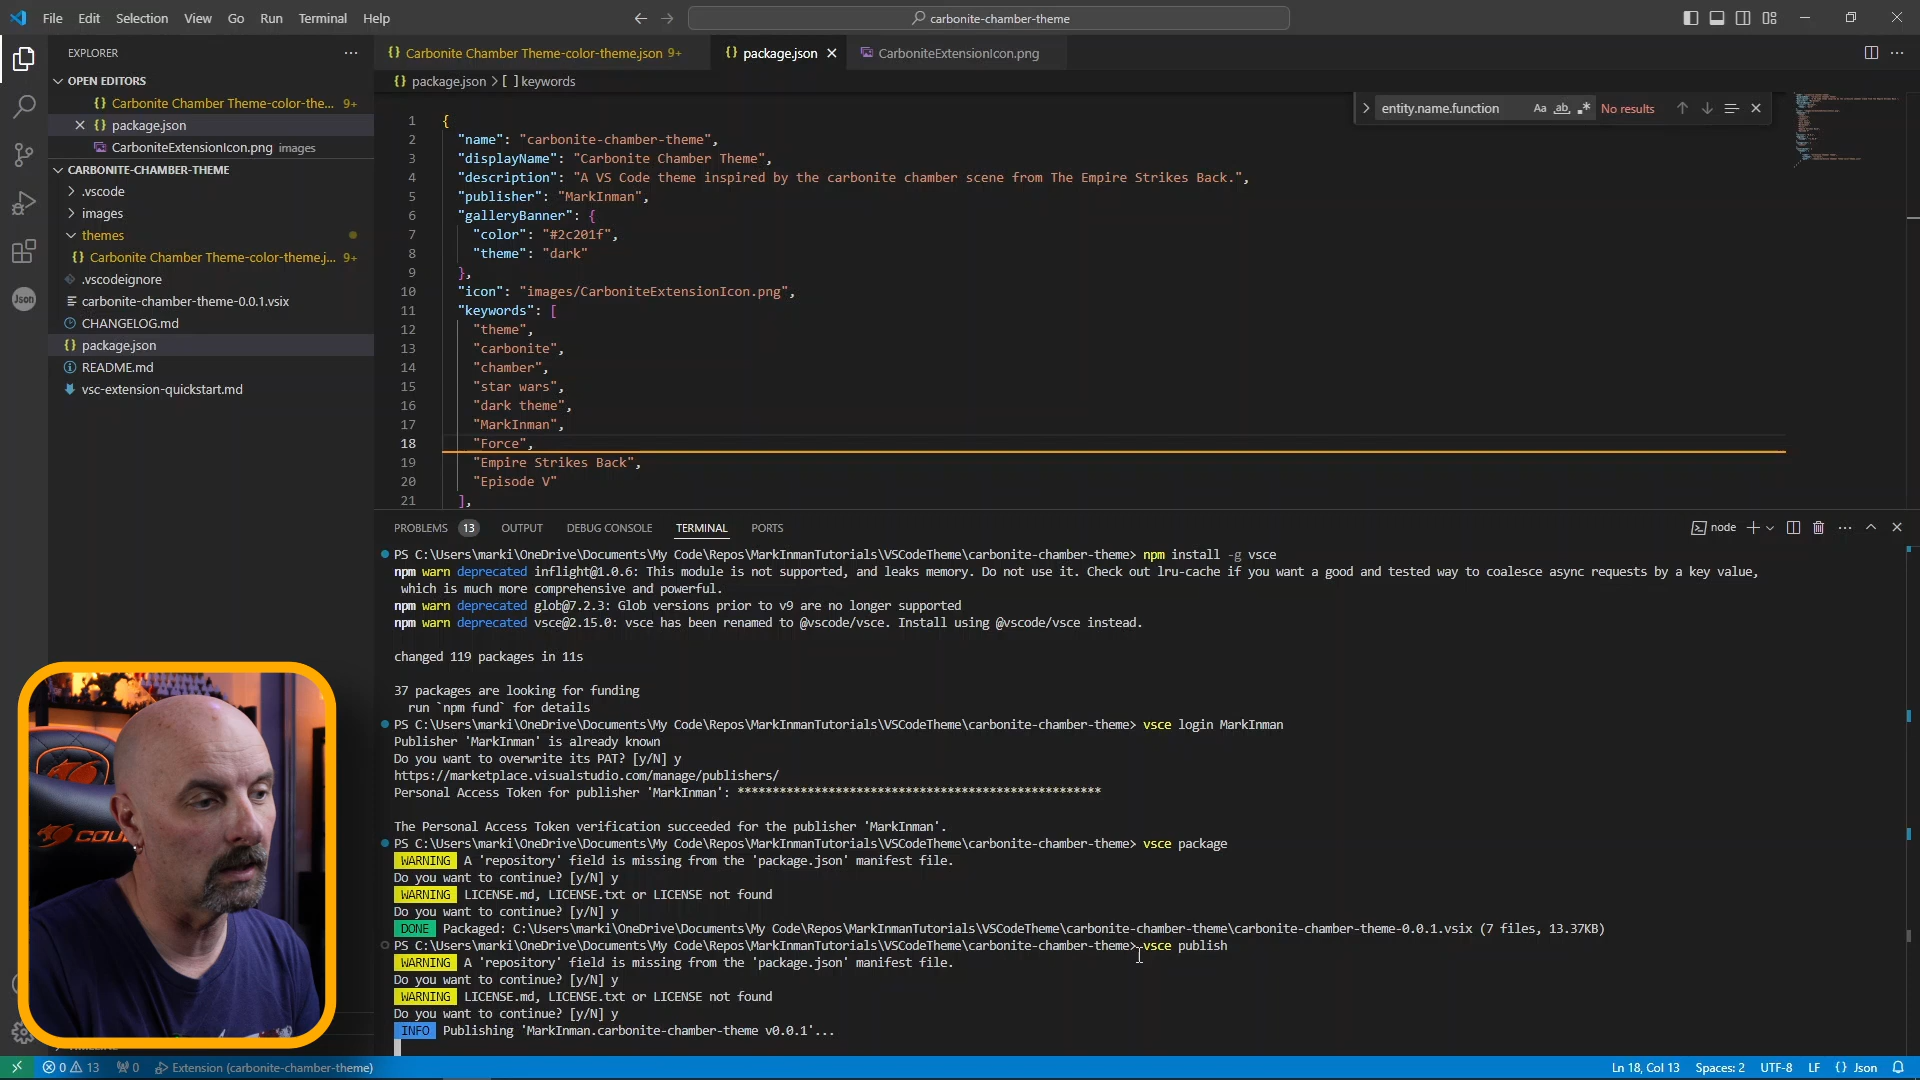 File Edit Selection View Go Run Terminal Help
carbonite-chamber-theme
EXPLORER
OPEN EDITORS
Carbonite Chamber Theme-color-the... 9+
package.json
CarboniteExtensionIcon.png images
CARBONITE-CHAMBER-THEME
.vscode
images
themes
Carbonite Chamber Theme-color-theme.j... 9+
.vscodeignore
carbonite-chamber-theme-0.0.1.vsix
CHANGELOG.md
package.json
README.md
vsc-extension-quickstart.md
Json
Carbonite Chamber Theme-color-theme.json 9+
package.json
CarboniteExtensionIcon.png
package.json > [ ] keywords
entity.name.function
Aa ab No results
1 {
2 "name": "carbonite-chamber-theme",
3 "displayName": "Carbonite Chamber Theme",
4 "description": "A VS Code theme inspired by the carbonite chamber scene from The Empire Strikes Back.",
5 "publisher": "MarkInman",
6 "galleryBanner": {
7 "color": "#2c201f",
8 "theme": "dark"
9 },
10 "icon": "images/CarboniteExtensionIcon.png",
11 "keywords": [
12 "theme",
13 "carbonite",
14 "chamber",
15 "star wars",
16 "dark theme",
17 "MarkInman",
18 "Force",
19 "Empire Strikes Back",
20 "Episode V"
21 ],
PROBLEMS 13 OUTPUT DEBUG CONSOLE TERMINAL PORTS
node
PS C:\Users\marki\OneDrive\Documents\My Code\Repos\MarkInmanTutorials\VSCodeTheme\carbonite-chamber-theme> npm install -g vsce
npm warn deprecated inflight@1.0.6: This module is not supported, and leaks memory. Do not use it. Check out lru-cache if you want a good and tested way to coalesce async requests by a key value,
which is much more comprehensive and powerful.
npm warn deprecated glob@7.2.3: Glob versions prior to v9 are no longer supported
npm warn deprecated vsce@2.15.0: vsce has been renamed to @vscode/vsce. Install using @vscode/vsce instead.
changed 119 packages in 11s
37 packages are looking for funding
run `npm fund` for details
PS C:\Users\marki\OneDrive\Documents\My Code\Repos\MarkInmanTutorials\VSCodeTheme\carbonite-chamber-theme> vsce login MarkInman
Publisher 'MarkInman' is already known
Do you want to overwrite its PAT? [y/N] y
https://marketplace.visualstudio.com/manage/publishers/
Personal Access Token for publisher 'MarkInman': ****************************************************
The Personal Access Token verification succeeded for the publisher 'MarkInman'.
PS C:\Users\marki\OneDrive\Documents\My Code\Repos\MarkInmanTutorials\VSCodeTheme\carbonite-chamber-theme> vsce package
WARNING A 'repository' field is missing from the 'package.json' manifest file.
Do you want to continue? [y/N] y
WARNING LICENSE.md, LICENSE.txt or LICENSE not found
Do you want to continue? [y/N] y
DONE Packaged: C:\Users\marki\OneDrive\Documents\My Code\Repos\MarkInmanTutorials\VSCodeTheme\carbonite-chamber-theme\carbonite-chamber-theme-0.0.1.vsix (7 files, 13.37KB)
PS C:\Users\marki\OneDrive\Documents\My Code\Repos\MarkInmanTutorials\VSCodeTheme\carbonite-chamber-theme> vsce publish
WARNING A 'repository' field is missing from the 'package.json' manifest file.
Do you want to continue? [y/N] y
WARNING LICENSE.md, LICENSE.txt or LICENSE not found
Do you want to continue? [y/N] y
INFO Publishing 'MarkInman.carbonite-chamber-theme v0.0.1'...
0 13 0 Extension (carbonite-chamber-theme)
Ln 18, Col 13 Spaces: 2 UTF-8 LF {} Json